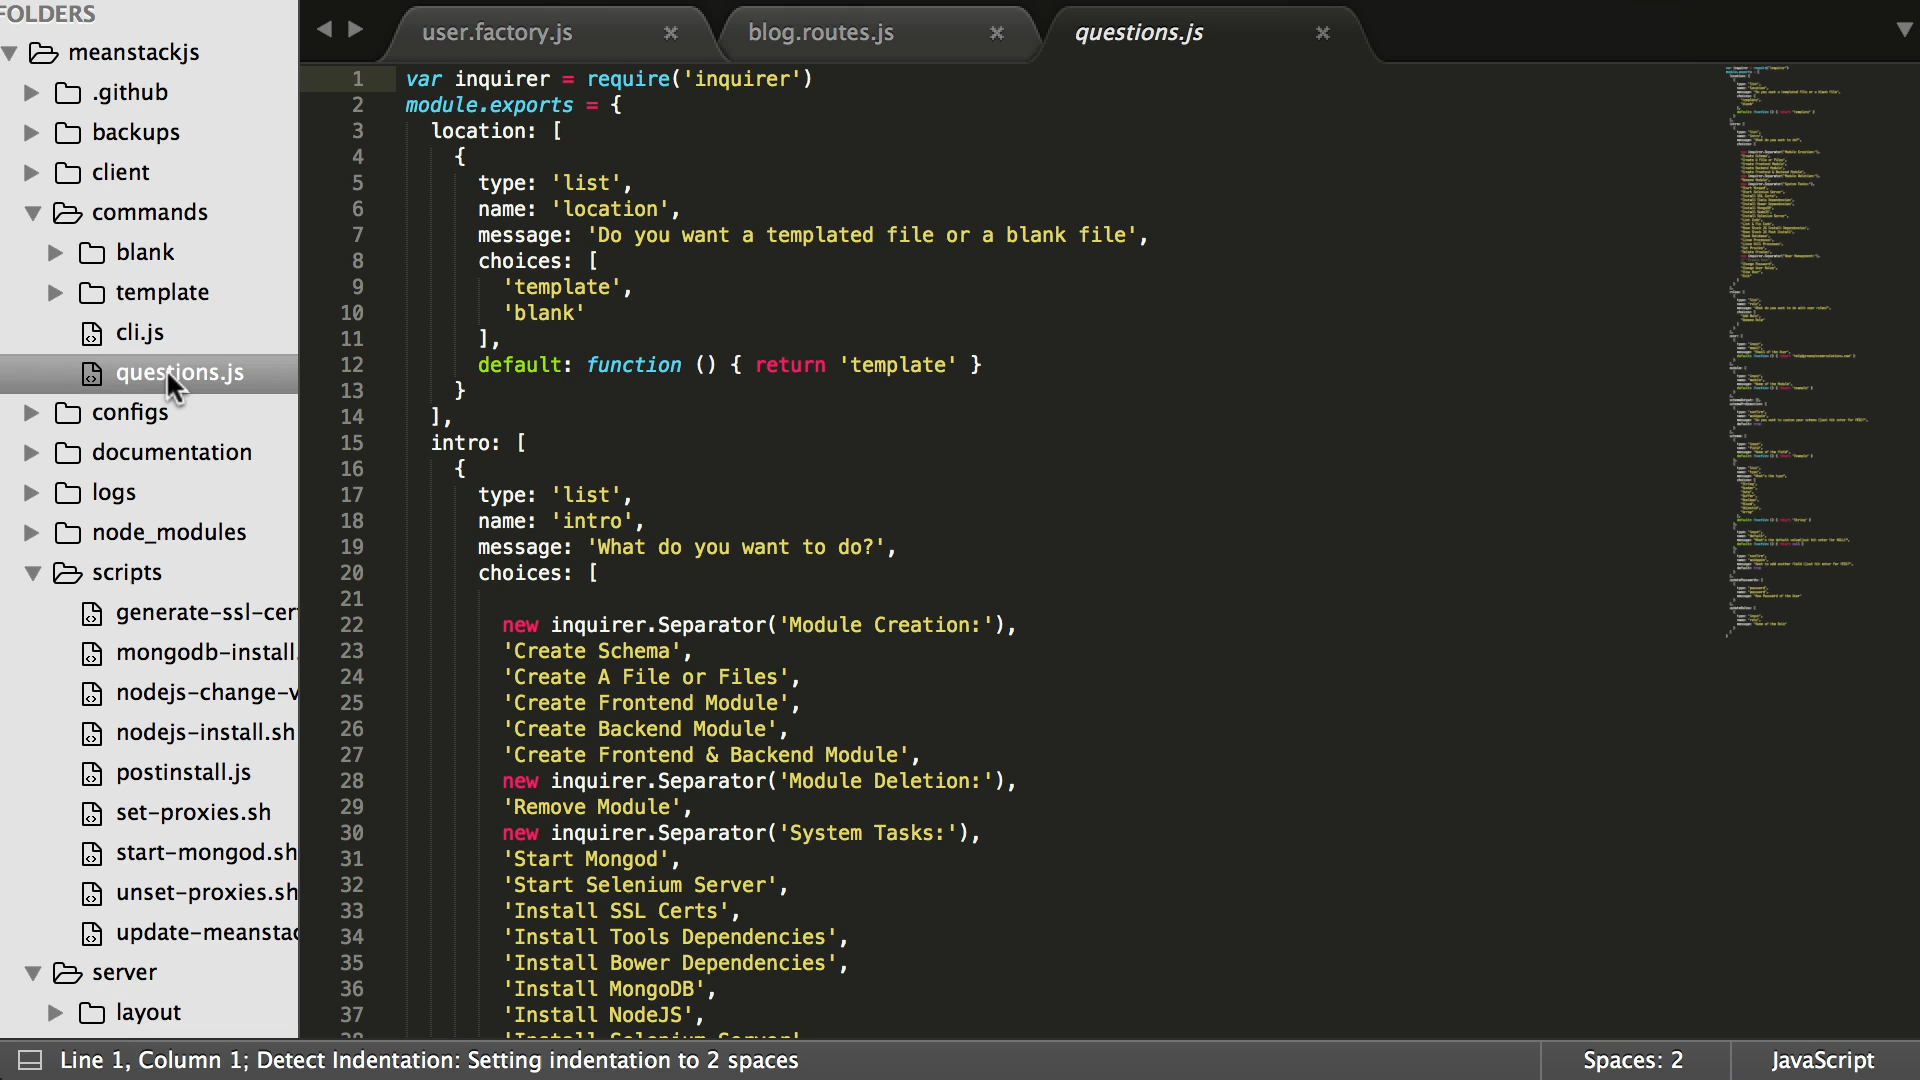 FOLDERS
meanstackjs
.github
backups
client
commands
blank
template
cli.js
questions.js
configs
documentation
logs
node_modules
scripts
generate-ssl-cer
mongodb-install.
nodejs-change-v
nodejs-install.sh
postinstall.js
set-proxies.sh
start-mongod.sh
unset-proxies.sh
update-meanstac
server
layout
user.factory.js
blog.routes.js
questions.js
1 var inquirer = require('inquirer')
2 module.exports = {
3 location: [
4 {
5 type: 'list',
6 name: 'location',
7 message: 'Do you want a templated file or a blank file',
8 choices: [
9 'template',
10 'blank'
11 ],
12 default: function () { return 'template' }
13 }
14 ],
15 intro: [
16 {
17 type: 'list',
18 name: 'intro',
19 message: 'What do you want to do?',
20 choices: [
21
22 new inquirer.Separator('Module Creation:'),
23 'Create Schema',
24 'Create A File or Files',
25 'Create Frontend Module',
26 'Create Backend Module',
27 'Create Frontend & Backend Module',
28 new inquirer.Separator('Module Deletion:'),
29 'Remove Module',
30 new inquirer.Separator('System Tasks:'),
31 'Start Mongod',
32 'Start Selenium Server',
33 'Install SSL Certs',
34 'Install Tools Dependencies',
35 'Install Bower Dependencies',
36 'Install MongoDB',
37 'Install NodeJS',
38 'Install Selenium Server'
Line 1, Column 1; Detect Indentation: Setting indentation to 2 spaces
Spaces: 2
JavaScript